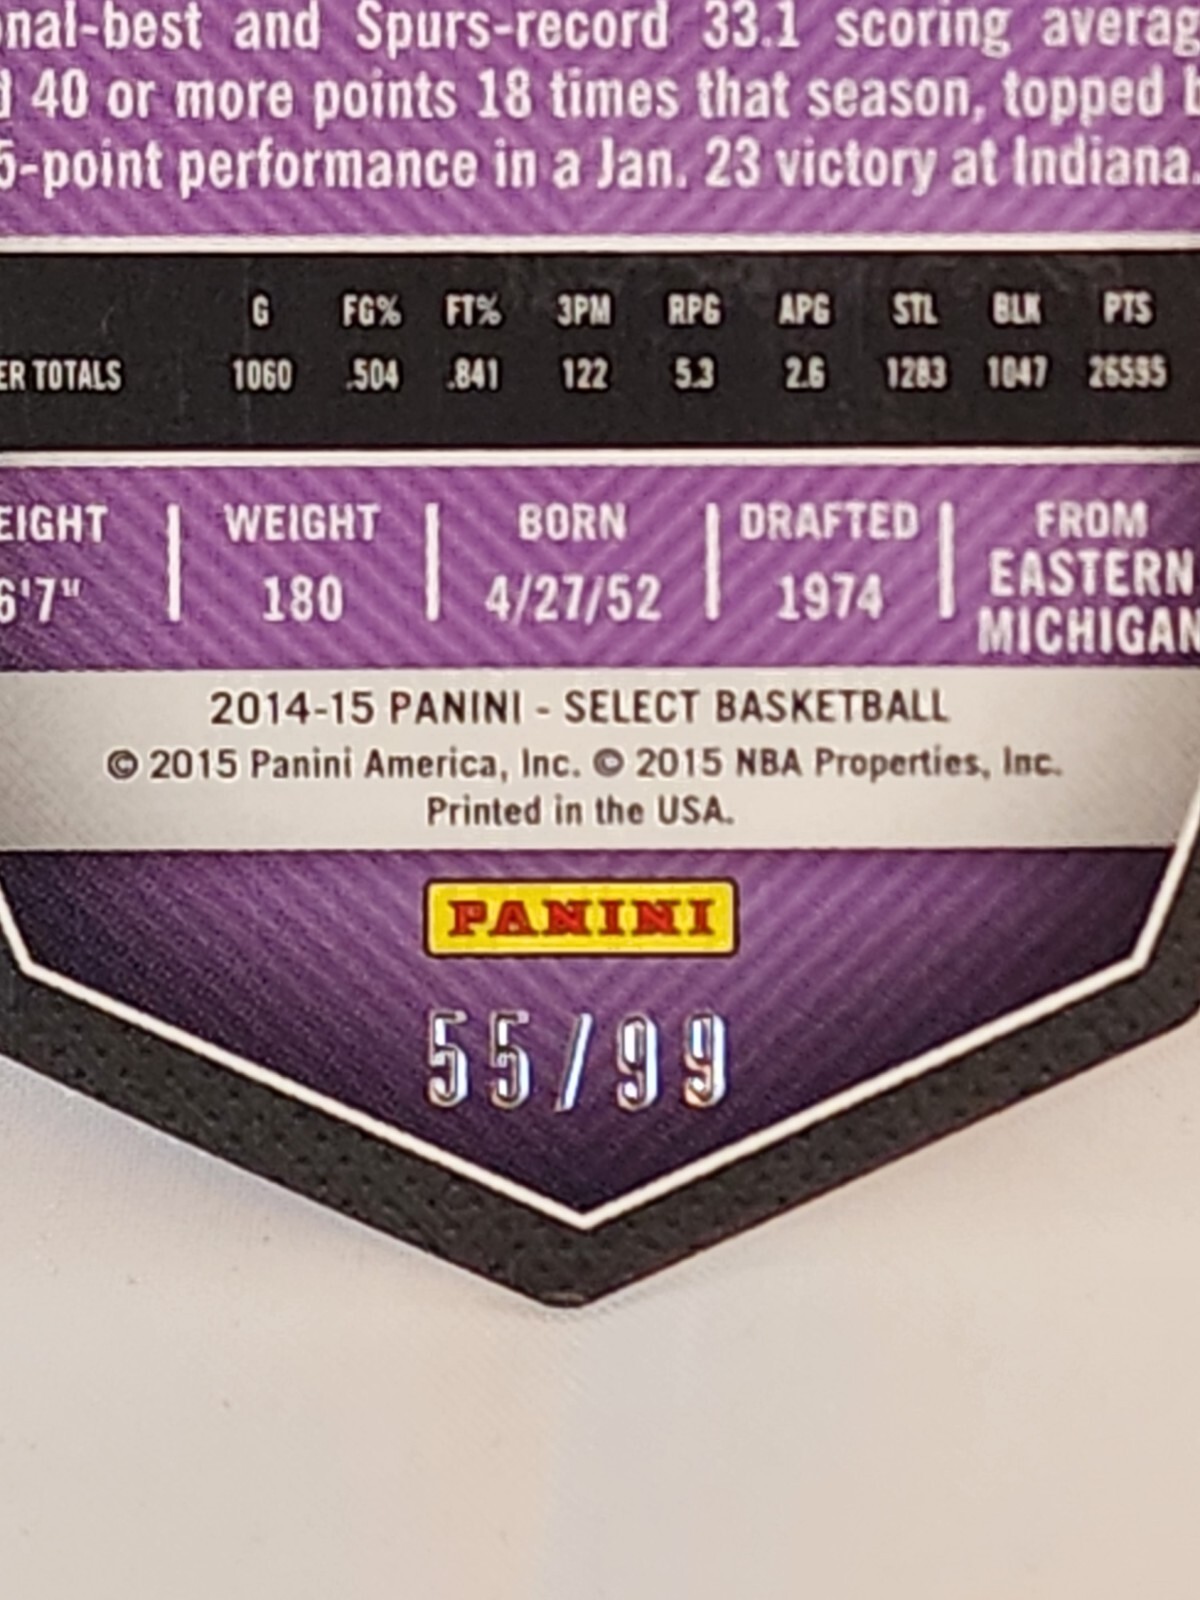 onal-best and Spurs-record 33.1 scoring averag
d 40 or more points 18 times that season, topped b
5-point performance in a Jan. 23 victory at Indiana.
G FG% FT% 3PM RPG APG STL BLK PTS
ER TOTALS 1060 .504 .841 122 5.3 2.6 1283 1047 26595
EIGHT WEIGHT BORN DRAFTED FROM
6'7" 180 4/27/52 1974 EASTERN
MICHIGAN
2014-15 PANINI - SELECT BASKETBALL
© 2015 Panini America, Inc. © 2015 NBA Properties, Inc.
Printed in the USA.
PANINI
55/99